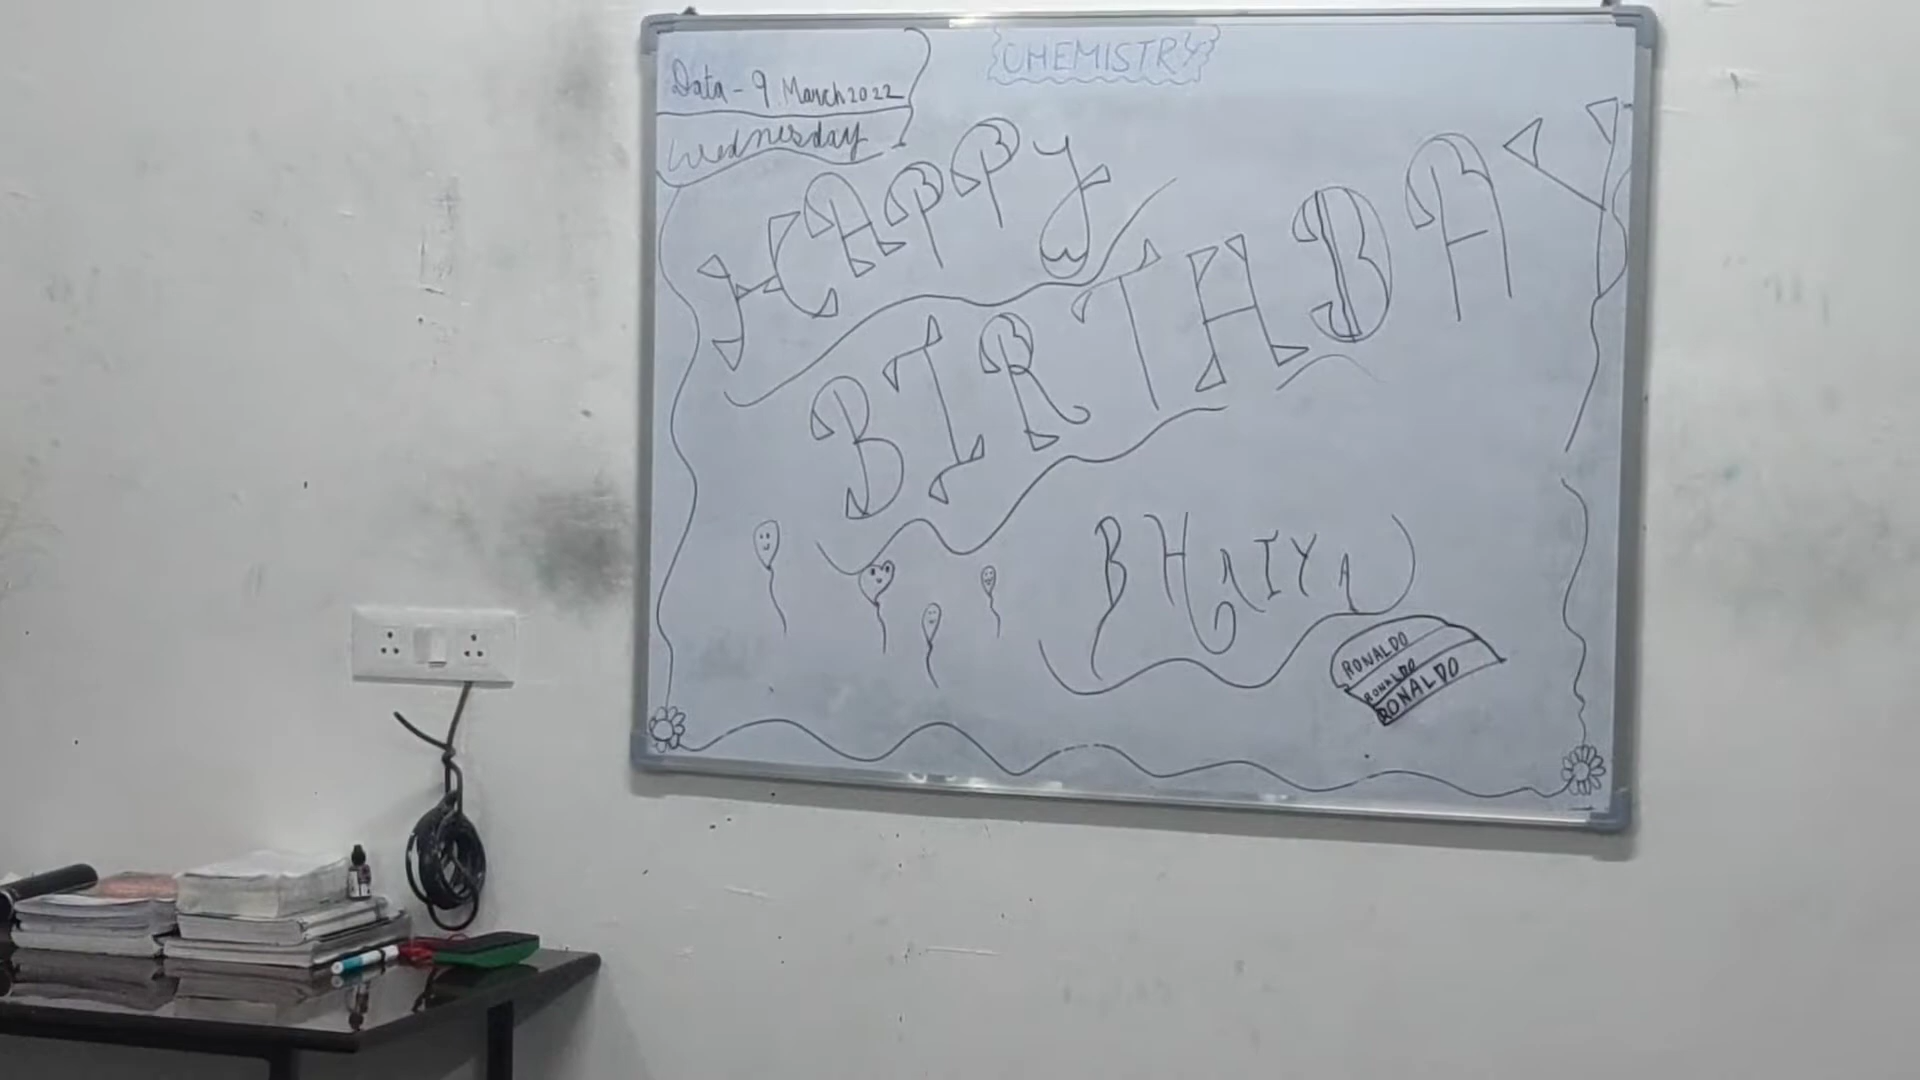 CHEMISTRY
Data - 9 March 2022
Wednesday
HAPPY
BIRTHDAY
BHAIYA
RONALDO
RONALDO
RONALDO